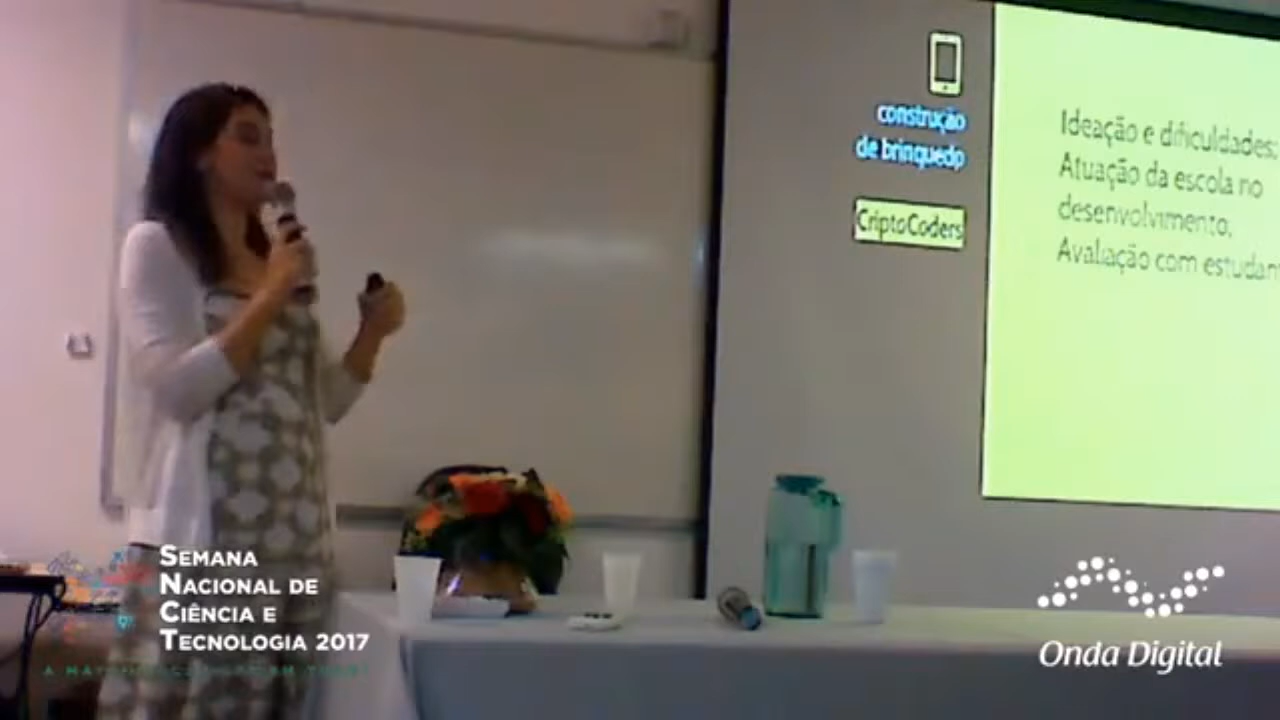 construção
de brinquedo
CriptoCoders
Ideação e dificuldades:
Atuação da escola no
desenvolvimento,
Avaliação com estudan
SEMANA
NACIONAL DE
CIÊNCIA E
TECNOLOGIA 2017
Onda Digital